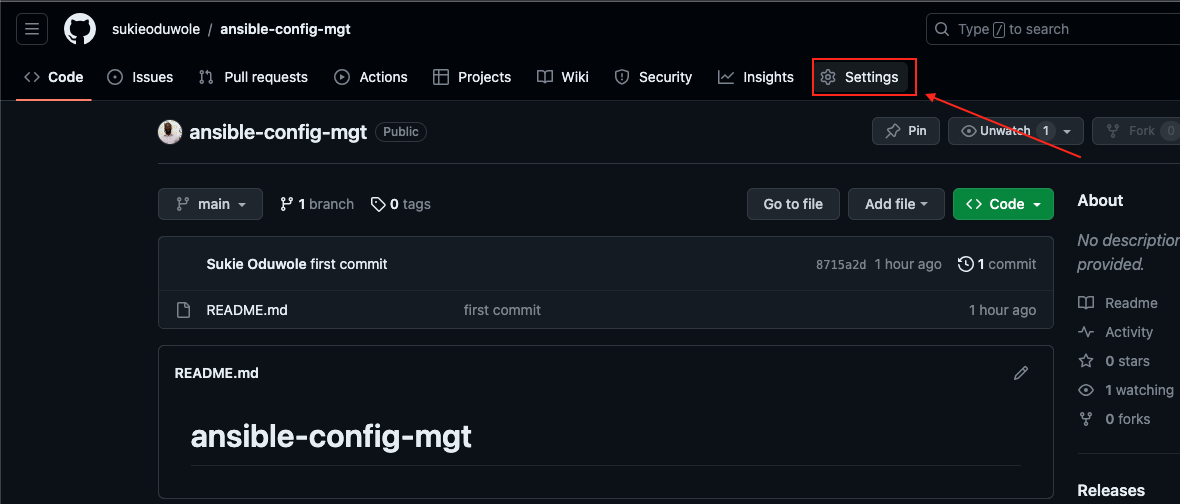 sukieoduwole / ansible-config-mgt
Type / to search
Code Issues Pull requests Actions Projects Wiki Security Insights Settings
ansible-config-mgt Public
Pin Unwatch 1 Fork 0
main 1 branch 0 tags Go to file Add file <> Code
About
No description
provided.
Sukie Oduwole first commit 8715a2d 1 hour ago 1 commit
README.md first commit 1 hour ago
Readme
Activity
0 stars
1 watching
0 forks
README.md
ansible-config-mgt
Releases